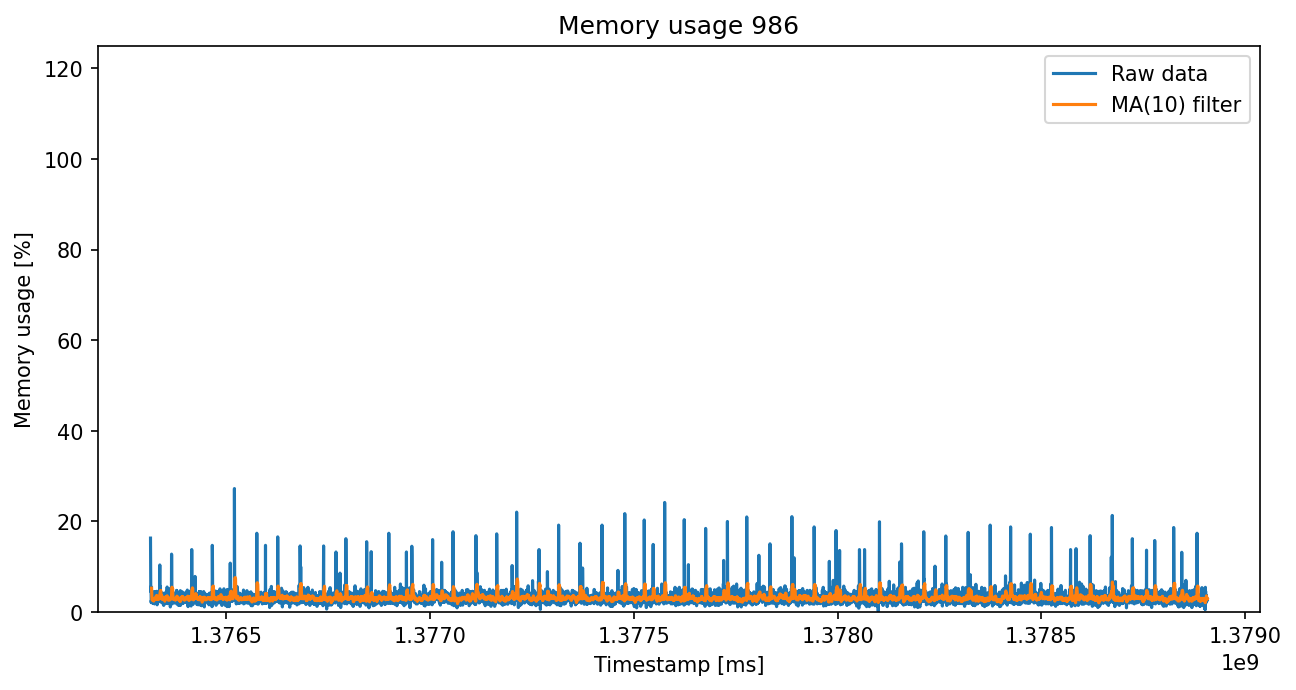 Memory usage 986
Raw data
MA(10) filter
Memory usage [%]
120
100
80
60
40
20
0
1.3765 1.3770 1.3775 1.3780 1.3785 1.3790
1e9
Timestamp [ms]